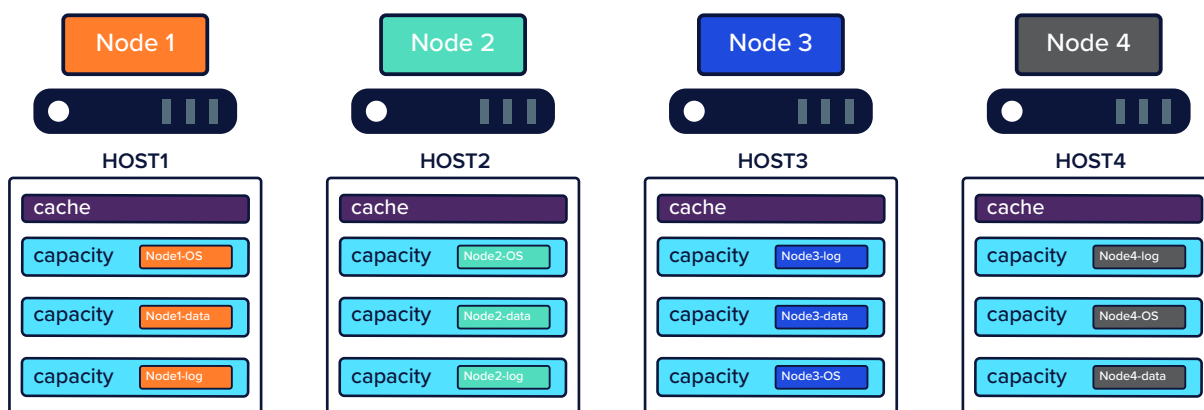 Node 1
Node 2
Node 3
Node 4
HOST1
HOST2
HOST3
HOST4
cache
cache
cache
cache
capacity Node1-OS
capacity Node2-OS
capacity Node3-log
capacity Node4-log
capacity Node1-data
capacity Node2-data
capacity Node3-data
capacity Node4-OS
capacity Node1-log
capacity Node2-log
capacity Node3-OS
capacity Node4-data